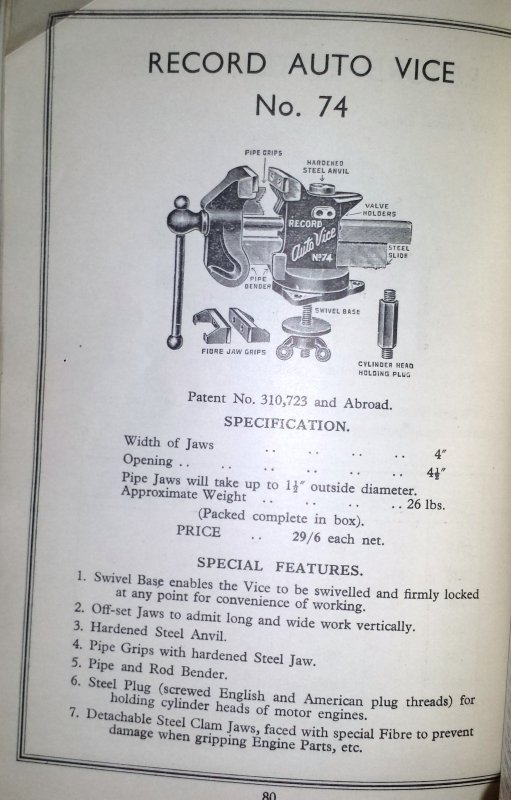 RECORD AUTO VICE
No. 74
PIPE GRIPS
HARDENED
STEEL ANVIL
VALVE
HOLDERS
RECORD
Auto Vice
No74
STEEL
SLIDE
PIPE
BENDER
SWIVEL BASE
FIBRE JAW GRIPS
CYLINDER HEAD
HOLDING PLUG
Patent No. 310,723 and Abroad.
SPECIFICATION.
Width of Jaws .. .. .. .. 4"
Opening .. .. .. .. .. .. 4½"
Pipe Jaws will take up to 1½" outside diameter.
Approximate Weight .. .. .. .. 26 lbs.
(Packed complete in box).
PRICE .. 29/6 each net.
SPECIAL FEATURES.
1. Swivel Base enables the Vice to be swivelled and firmly locked
at any point for convenience of working.
2. Off-set Jaws to admit long and wide work vertically.
3. Hardened Steel Anvil.
4. Pipe Grips with hardened Steel Jaw.
5. Pipe and Rod Bender.
6. Steel Plug (screwed English and American plug threads) for
holding cylinder heads of motor engines.
7. Detachable Steel Clam Jaws, faced with special Fibre to prevent
damage when gripping Engine Parts, etc.
80